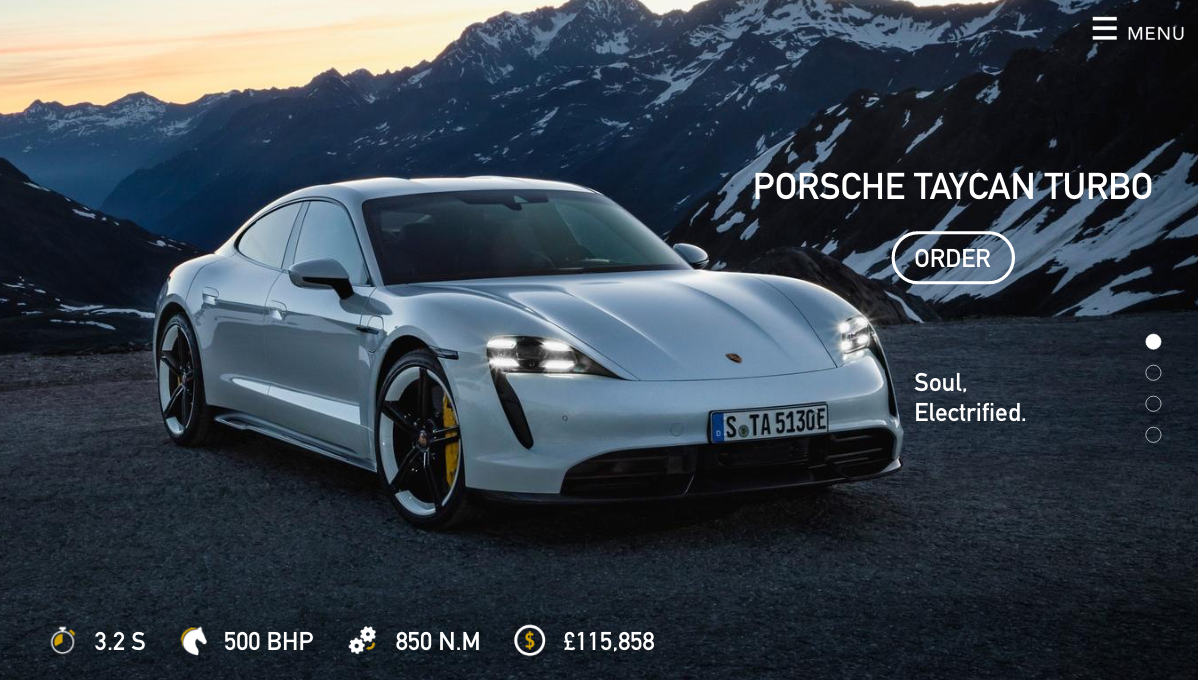 MENU
PORSCHE TAYCAN TURBO
ORDER
Soul,
Electrified.
S TA 5130E
3.2 S
500 BHP
850 N.M
$
£115,858